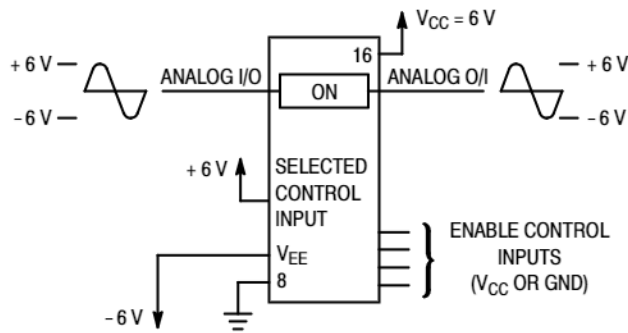 VCC = 6 V
16
+ 6 V
− 6 V
ANALOG I/O
ON
ANALOG O/I
+ 6 V
− 6 V
+ 6 V
SELECTED
CONTROL
INPUT
VEE
8
− 6 V
ENABLE CONTROL
INPUTS
(VCC OR GND)